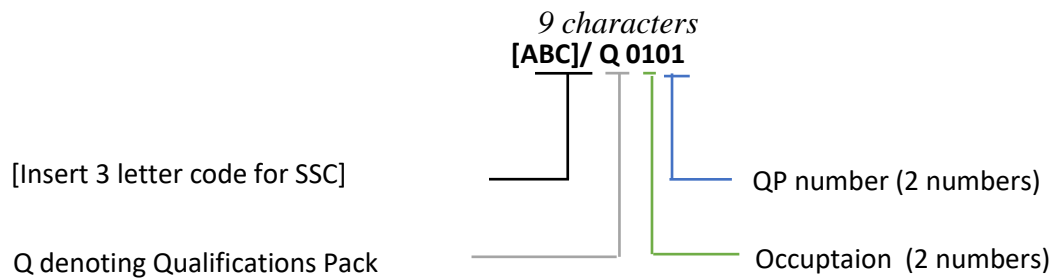 9 characters
[ABC]/ Q 0101
[Insert 3 letter code for SSC]
QP number (2 numbers)
Q denoting Qualifications Pack
Occuptaion (2 numbers)